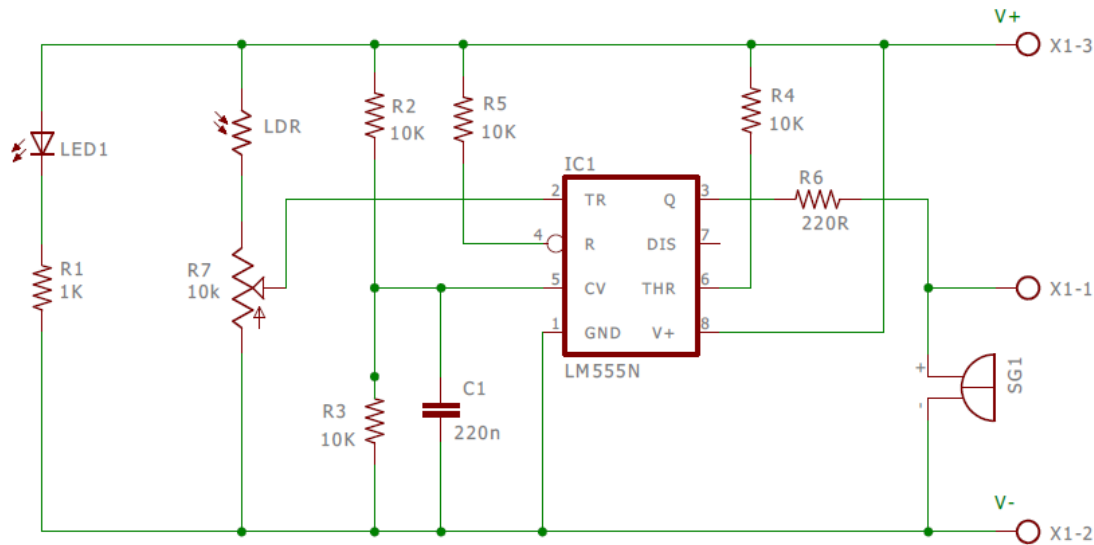 V+
X1-3
LED1
R1
1K
LDR
R7
10k
R2
10K
R5
10K
R3
10K
C1
220n
IC1
2
TR
4
R
5
CV
1
GND
Q
3
DIS
7
THR
6
V+
8
LM555N
R4
10K
R6
220R
X1-1
+
-
SG1
V-
X1-2